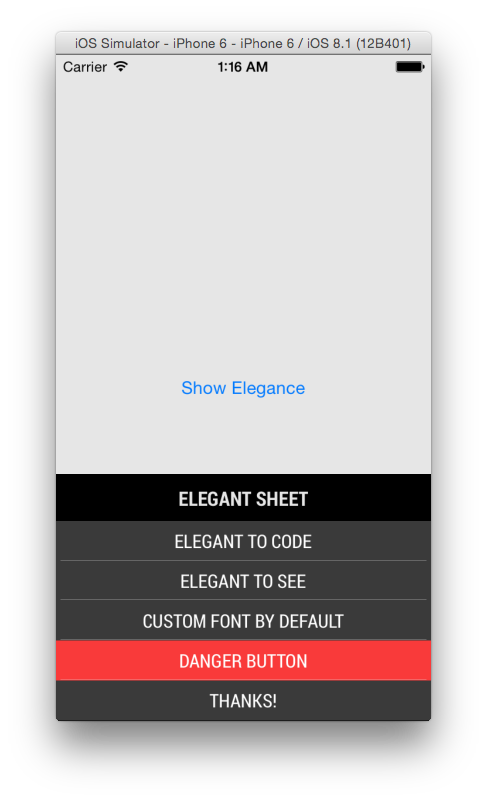 iOS Simulator - iPhone 6 - iPhone 6 / iOS 8.1 (12B401)
Carrier 1:16 AM
Show Elegance
ELEGANT SHEET
ELEGANT TO CODE
ELEGANT TO SEE
CUSTOM FONT BY DEFAULT
DANGER BUTTON
THANKS!